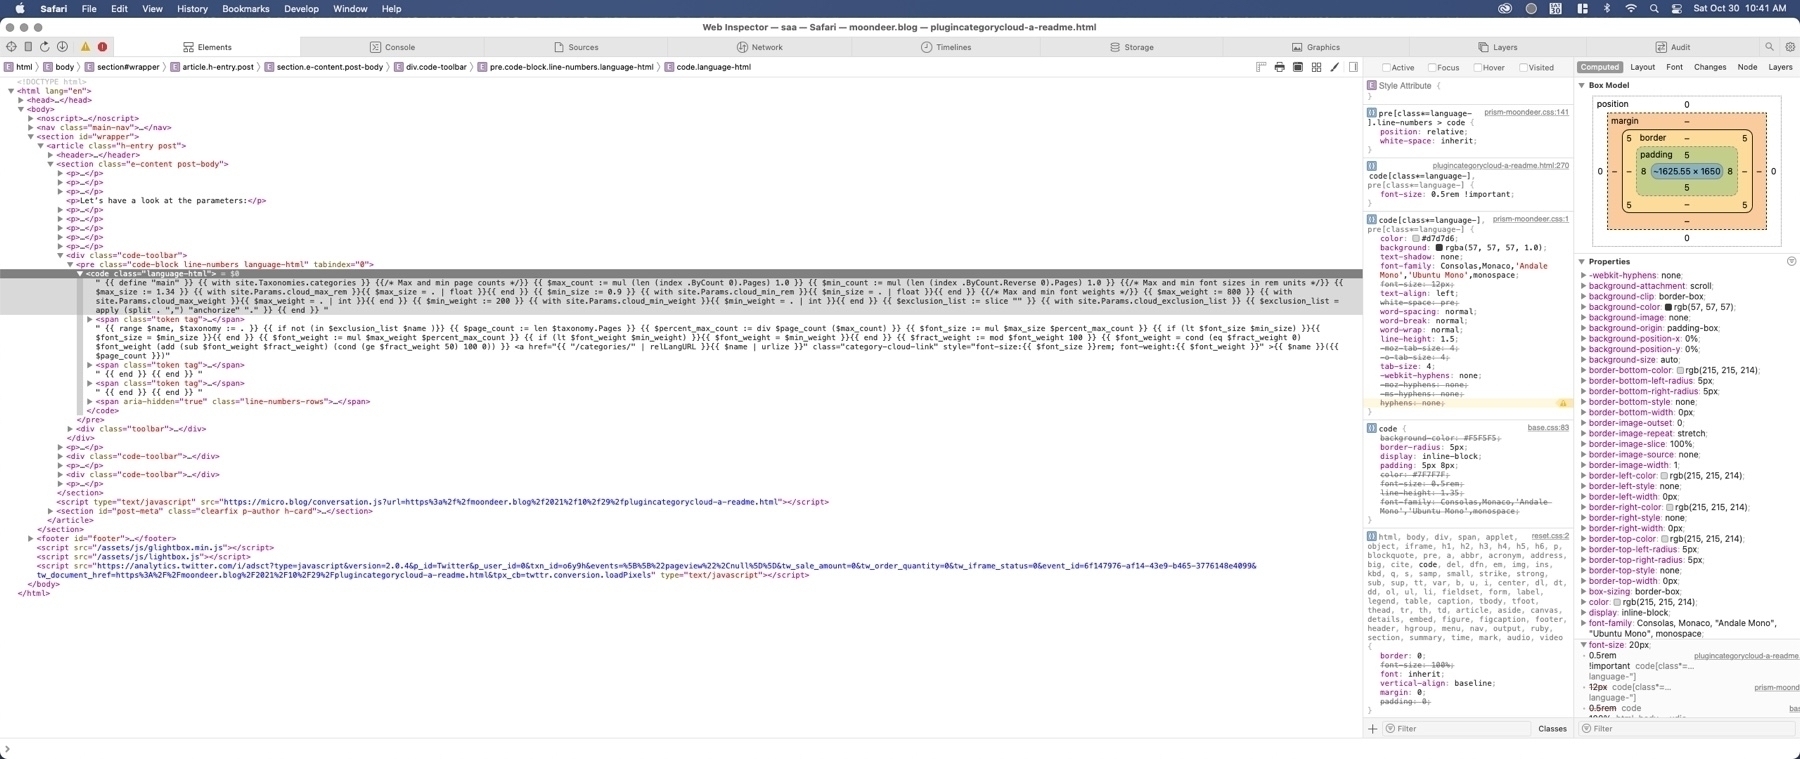 Safari File Edit View History Bookmarks Develop Window Help Sat Oct 30 10:41 AM
Web Inspector — saa — Safari — moondeer.blog — plugincategorycloud-a-readme.html
Elements Console Sources Network Timelines Storage Graphics Layers Audit
html body section#wrapper article.h-entry.post section.e-content.post-body div.code-toolbar pre.code-block.line-numbers.language-html code.language-html
<!DOCTYPE html>
<html lang="en">
<head>…</head>
<body>
<noscript>…</noscript>
<nav class="main-nav">…</nav>
<section id="wrapper">
<article class="h-entry post">
<header>…</header>
<section class="e-content post-body">
<p>…</p>
<p>…</p>
<p>…</p>
<p>Let's have a look at the parameters:</p>
<p>…</p>
<p>…</p>
<p>…</p>
<p>…</p>
<p>…</p>
<div class="code-toolbar">
<pre class="code-block line-numbers language-html" tabindex="0">
<code class="language-html"> = $0
" {{ define "main" }} {{ with site.Taxonomies.categories }} {{/* Max and min page counts */}} {{ $max_count := mul (len (index .ByCount 0).Pages) 1.0 }} {{ $min_count := mul (len (index .ByCount.Reverse 0).Pages) 1.0 }} {{/* Max and min font sizes in rem units */}} {{
$max_size := 1.34 }} {{ with site.Params.cloud_max_rem }} {{ $max_size = . | float }}{{ end }} {{ $min_size := 0.9 }} {{ with site.Params.cloud_min_rem }}{{ $min_size = . | float }}{{ end }} {{/* Max and min font weights */}} {{ $max_weight := 800 }} {{ with
site.Params.cloud_max_weight }}{{ $max_weight = . | int }}{{ end }} {{ $min_weight := 200 }} {{ with site.Params.cloud_min_weight }}{{ $min_weight = . | int }}{{ end }} {{ $exclusion_list := slice "" }} {{ with site.Params.cloud_exclusion_list }} {{ $exclusion_list =
apply (split . ",") "anchorize" "." }} {{ end }} "
<span class="token tag">…</span>
" {{ range $name, $taxonomy := . }} {{ if not (in $exclusion_list $name )}} {{ $page_count := len $taxonomy.Pages }} {{ $percent_max_count := div $page_count ($max_count) }} {{ $font_size := mul $max_size $percent_max_count }} {{ if (lt $font_size $min_size) }}{{
$font_size = $min_size }}{{ end }} {{ $font_weight := mul $max_weight $percent_max_count }} {{ if (lt $font_weight $min_weight) }}{{ $font_weight = $min_weight }}{{ end }} {{ $fract_weight := mod $font_weight 100 }} {{ $font_weight = cond (eq $fract_weight 0)
$font_weight (add (sub $font_weight $fract_weight) (cond (ge $fract_weight 50) 100 0)) }} <a href="{{ "/categories/" | relLangURL }}{{ $name | urlize }}" class="category-cloud-link" style="font-size:{{ $font_size }}rem; font-weight:{{ $font_weight }}" >{{ $name }}({{
$page_count }})"
<span class="token tag">…</span>
" {{ end }} {{ end }} "
<span class="token tag">…</span>
" {{ end }} {{ end }} "
<span aria-hidden="true" class="line-numbers-rows">…</span>
</code>
</pre>
<div class="toolbar">…</div>
</div>
<p>…</p>
<div class="code-toolbar">…</div>
<p>…</p>
<div class="code-toolbar">…</div>
<p>…</p>
</section>
<script type="text/javascript" src="https://micro.blog/conversation.js?url=https%3a%2f%2fmoondeer.blog%2f2021%2f10%2f29%2fplugincategorycloud-a-readme.html"></script>
<section id="post-meta" class="clearfix p-author h-card">…</section>
</article>
</section>
<footer id="footer">…</footer>
<script src="/assets/js/glightbox.min.js"></script>
<script src="/assets/js/lightbox.js"></script>
<script src="https://analytics.twitter.com/i/adsct?type=javascript&version=2.0.4&p_id=Twitter&p_user_id=0&txn_id=o6y9h&events=%5B%5B%22pageview%22%2Cnull%5D%5D&tw_sale_amount=0&tw_order_quantity=0&tw_iframe_status=0&event_id=6f147976-af14-43e9-b465-3776148e4099&
tw_document_href=https%3A%2F%2Fmoondeer.blog%2F2021%2F10%2F29%2Fplugincategorycloud-a-readme.html&tpx_cb=twttr.conversion.loadPixels" type="text/javascript"></script>
</body>
</html>
Active Focus Hover Visited
Style Attribute {
}
pre[class*=language- prism-moondeer.css:141
].line-numbers > code {
position: relative;
white-space: inherit;
}
plugincategorycloud-a-readme.html:270
code[class*=language-],
pre[class*=language-] {
font-size: 0.5rem !important;
}
code[class*=language-], prism-moondeer.css:1
pre[class*=language-] {
color: #d7d7d6;
background: rgba(57, 57, 57, 1.0);
text-shadow: none;
font-family: Consolas,Monaco,'Andale
Mono','Ubuntu Mono',monospace;
font-size: 12px;
text-align: left;
white-space: pre;
word-spacing: normal;
word-break: normal;
word-wrap: normal;
line-height: 1.5;
-moz-tab-size: 4;
-o-tab-size: 4;
tab-size: 4;
-webkit-hyphens: none;
-moz-hyphens: none;
-ms-hyphens: none;
hyphens: none;
}
code { base.css:83
background-color: #F5F5F5;
border-radius: 5px;
display: inline-block;
padding: 5px 8px;
color: #7F7F7F;
font-size: 0.5rem;
line-height: 1.35;
font-family: Consolas,Monaco,'Andale
Mono','Ubuntu Mono',monospace;
}
html, body, div, span, applet, reset.css:2
object, iframe, h1, h2, h3, h4, h5, h6, p,
blockquote, pre, a, abbr, acronym, address,
big, cite, code, del, dfn, em, img, ins,
kbd, q, s, samp, small, strike, strong,
sub, sup, tt, var, b, u, i, center, dl, dt,
dd, ol, ul, li, fieldset, form, label,
legend, table, caption, tbody, tfoot,
thead, tr, th, td, article, aside, canvas,
details, embed, figure, figcaption, footer,
header, hgroup, menu, nav, output, ruby,
section, summary, time, mark, audio, video
{
border: 0;
font-size: 100%;
font: inherit;
vertical-align: baseline;
margin: 0;
padding: 0;
}
Filter Classes
Computed Layout Font Changes Node Layers
Box Model
position 0
margin –
5 border – 5
padding 5
0 – – 8 ~1625.55 × 1650 8 – – 0
5
5 – 5
–
0
Properties
-webkit-hyphens: none;
background-attachment: scroll;
background-clip: border-box;
background-color: rgb(57, 57, 57);
background-image: none;
background-origin: padding-box;
background-position-x: 0%;
background-position-y: 0%;
background-size: auto;
border-bottom-color: rgb(215, 215, 214);
border-bottom-left-radius: 5px;
border-bottom-right-radius: 5px;
border-bottom-style: none;
border-bottom-width: 0px;
border-image-outset: 0;
border-image-repeat: stretch;
border-image-slice: 100%;
border-image-source: none;
border-image-width: 1;
border-left-color: rgb(215, 215, 214);
border-left-style: none;
border-left-width: 0px;
border-right-color: rgb(215, 215, 214);
border-right-style: none;
border-right-width: 0px;
border-top-color: rgb(215, 215, 214);
border-top-left-radius: 5px;
border-top-right-radius: 5px;
border-top-style: none;
border-top-width: 0px;
box-sizing: border-box;
color: rgb(215, 215, 214);
display: inline-block;
font-family: Consolas, Monaco, "Andale Mono",
"Ubuntu Mono", monospace;
font-size: 20px;
0.5rem plugincategorycloud-a-readme.
!important code[class*=…
language-"]
12px code[class*=… prism-moond
language-"]
0.5rem code bas
Filter